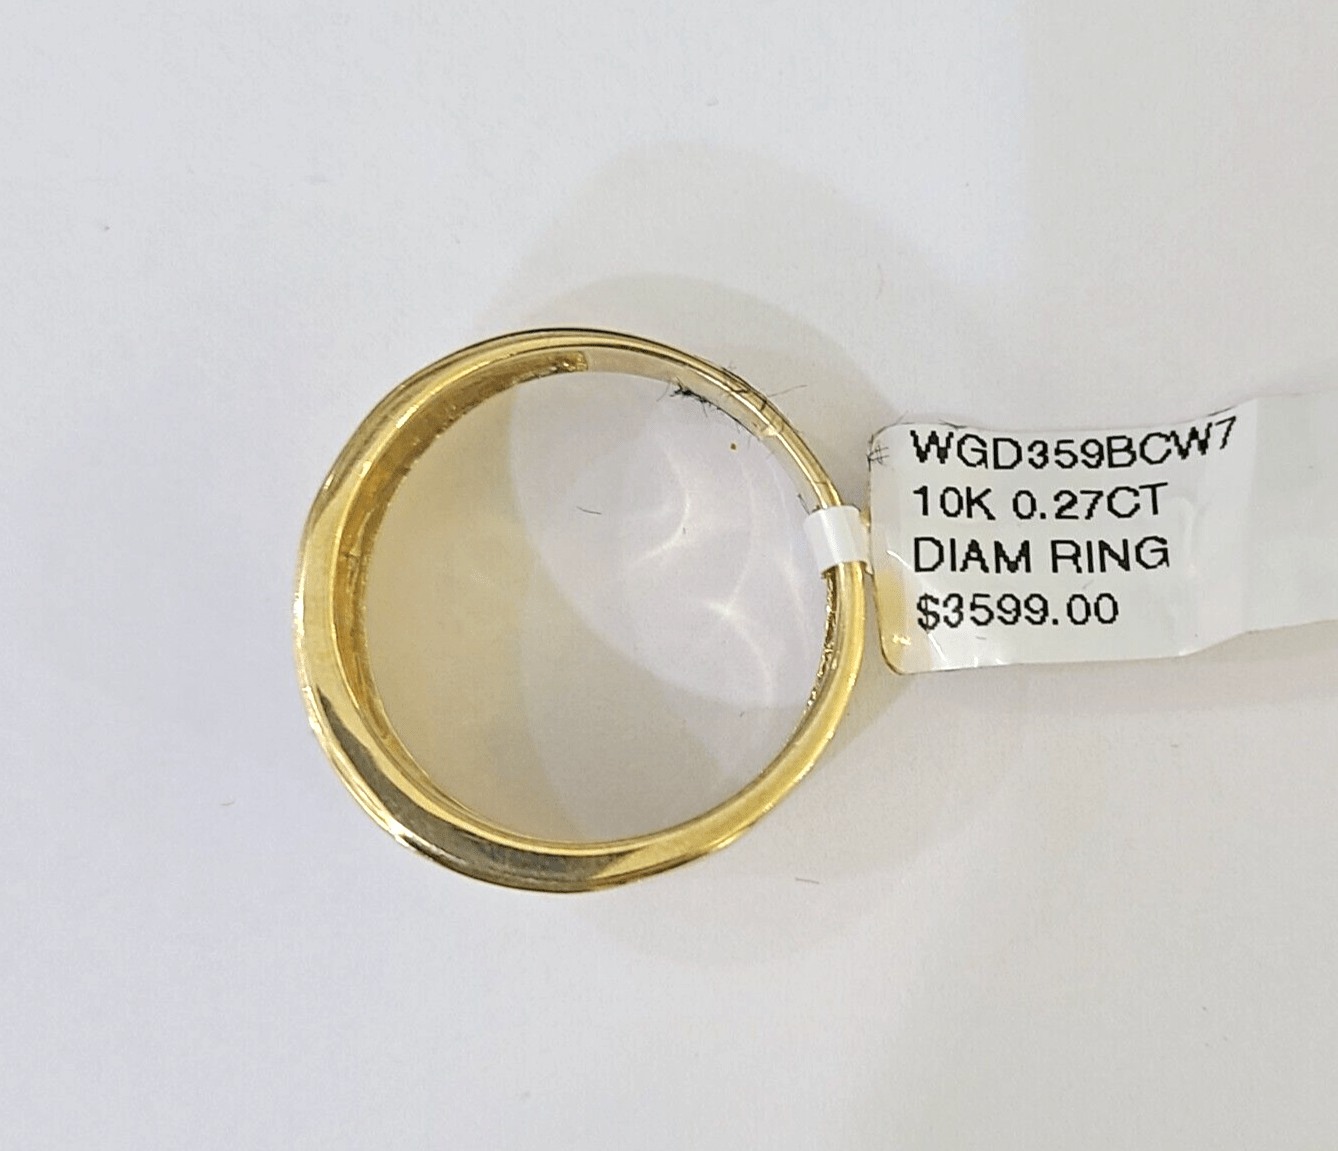 WGD359BCW7
10K 0.27CT
DIAM RING
$3599.00